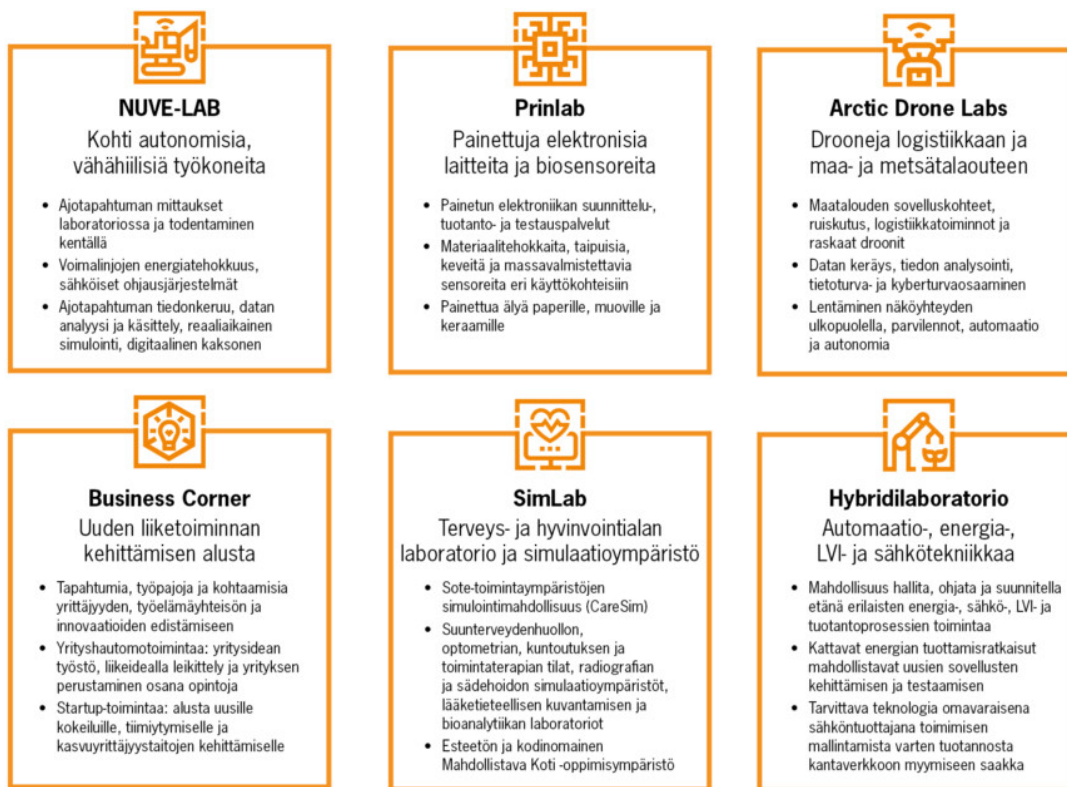 NUVE-LAB
Kohti autonomisia,
vähähiilisiä työkoneita
• Ajotapahtuman mittaukset
laboratoriossa ja todentaminen
kentällä
• Voimalinjojen energiatehokkuus,
sähköiset ohjausjärjestelmät
• Ajotapahtuman tiedonkeruu, datan
analyysi ja käsittely, reaaliaikainen
simulointi, digitaalinen kaksonen
Prinlab
Painettuja elektronisia
laitteita ja biosensoreita
• Painetun elektroniikan suunnittelu-,
tuotanto- ja testauspalvelut
• Materiaalitehokkaita, taipuisia,
keveitä ja massavalmistettavia
sensoreita eri käyttökohteisiin
• Painettua älyä paperille, muoville ja
keraamille
Arctic Drone Labs
Drooneja logistiikkaan ja
maa- ja metsätalaouteen
• Maatalouden sovelluskohteet,
ruiskutus, logistiikkatoiminnot ja
raskaat droonit
• Datan keräys, tiedon analysointi,
tietoturva- ja kyberturvaosaaminen
• Lentäminen näköyhteyden
ulkopuolella, parvilennot, automaatio
ja autonomia
Business Corner
Uuden liiketoiminnan
kehittämisen alusta
• Tapahtumia, työpajoja ja kohtaamisia
yrittäjyyden, työelämäyhteisön ja
innovaatioiden edistämiseen
• Yrityshautomotoimintaa: yritysidean
työstö, liikeidealla leikittely ja yrityksen
perustaminen osana opintoja
• Startup-toimintaa: alusta uusille
kokeiluille, tiimiytymiselle ja
kasvuyrittäjyystaitojen kehittämiselle
SimLab
Terveys- ja hyvinvointialan
laboratorio ja simulaatioympäristö
• Sote-toimintaympäristöjen
simulointimahdollisuus (CareSim)
• Suunterveydenhuollon,
optometrian, kuntoutuksen ja
toimintaterapian tilat, radiografian
ja sädehoidon simulaatioympäristöt,
lääketieteellisen kuvantamisen ja
bioanalytiikan laboratoriot
• Esteetön ja kodinomainen
Mahdollistava Koti -oppimisympäristö
Hybridilaboratorio
Automaatio-, energia-,
LVI- ja sähkötekniikkaa
• Mahdollisuus hallita, ohjata ja suunnitella
etänä erilaisten energia-, sähkö-, LVI- ja
tuotantoprosessien toimintaa
• Kattavat energian tuottamisratkaisut
mahdollistavat uusien sovellusten
kehittämisen ja testaamisen
• Tarvittava teknologia omavaraisena
sähköntuottajana toimimisen
mallintamista varten tuotannosta
kantaverkkoon myymiseen saakka